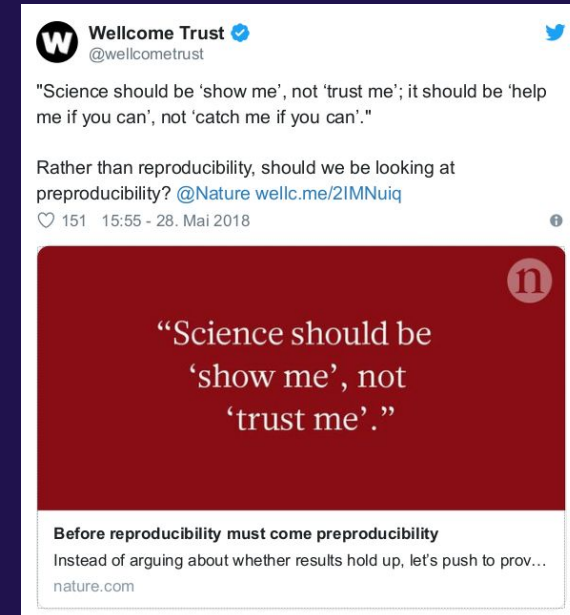 Wellcome Trust
@wellcometrust
"Science should be ‘show me’, not ‘trust me’; it should be ‘help
me if you can’, not ‘catch me if you can’."
Rather than reproducibility, should we be looking at
preproducibility? @Nature wellc.me/2IMNuiq
151 15:55 - 28. Mai 2018
n
“Science should be
‘show me’, not
‘trust me’.”
Before reproducibility must come preproducibility
Instead of arguing about whether results hold up, let’s push to prov…
nature.com